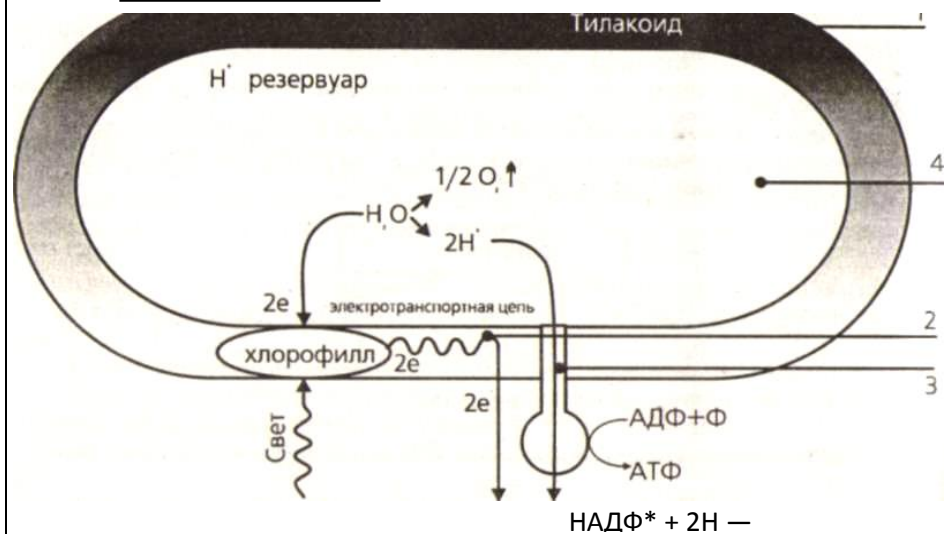 Тилакоид
1
H⁺ резервуар
4
1/2 O₂
H₂O
2H⁺
2e
электротранспортная цепь
2
хлорофилл
2e
3
2e
Свет
АДФ+Ф
АТФ
НАДФ* + 2Н —